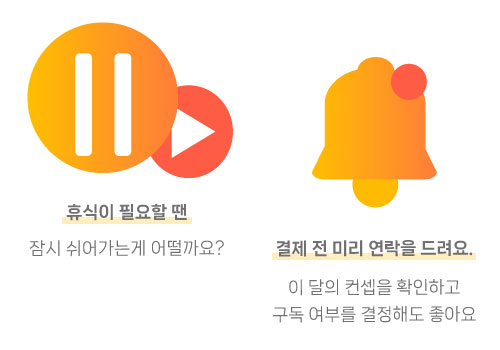 휴식이 필요할 땐
잠시 쉬어가는게 어떨까요?
결제 전 미리 연락을 드려요.
이 달의 컨셉을 확인하고
구독 여부를 결정해도 좋아요